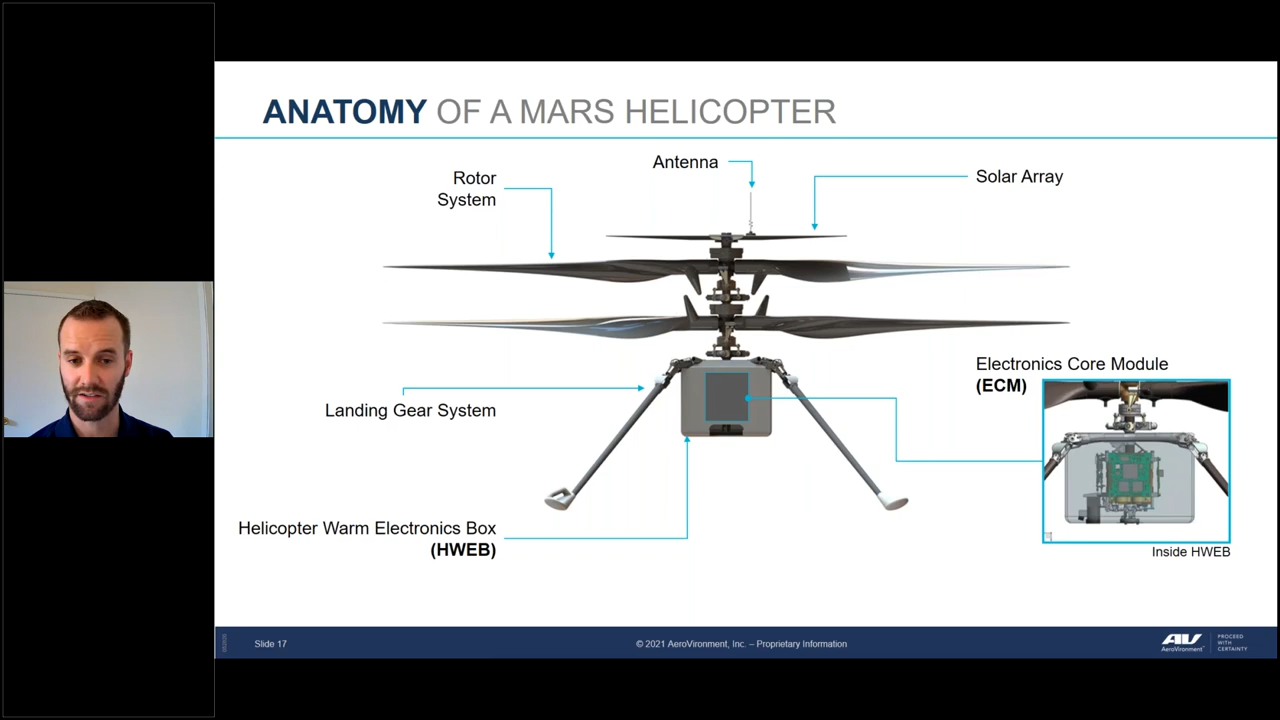 ANATOMY OF A MARS HELICOPTER
Antenna
Rotor
System
Solar Array
Electronics Core Module
(ECM)
Landing Gear System
Helicopter Warm Electronics Box
(HWEB)
Inside HWEB
Slide 17
© 2021 AeroVironment, Inc. – Proprietary Information
AV
AeroVironment™
PROCEED
WITH
CERTAINTY